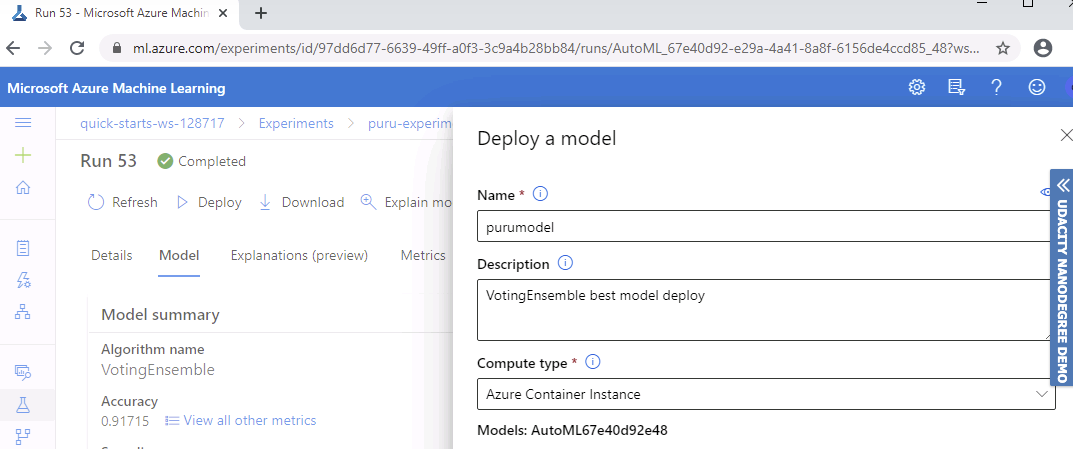 Run 53 - Microsoft Azure Machin
ml.azure.com/experiments/id/97dd6d77-6639-49ff-a0f3-3c9a4b28bb84/runs/AutoML_67e40d92-e29a-4a41-8a8f-6156de4ccd85_48?ws...
Microsoft Azure Machine Learning
quick-starts-ws-128717 > Experiments > puru-experim
Run 53 Completed
Refresh Deploy Download Explain mo
Details Model Explanations (preview) Metrics
Model summary
Algorithm name
VotingEnsemble
Accuracy
0.91715 View all other metrics
Deploy a model
Name *
purumodel
Description
VotingEnsemble best model deploy
Compute type *
Azure Container Instance
Models: AutoML67e40d92e48
UDACITY NANODEGREE DEMO